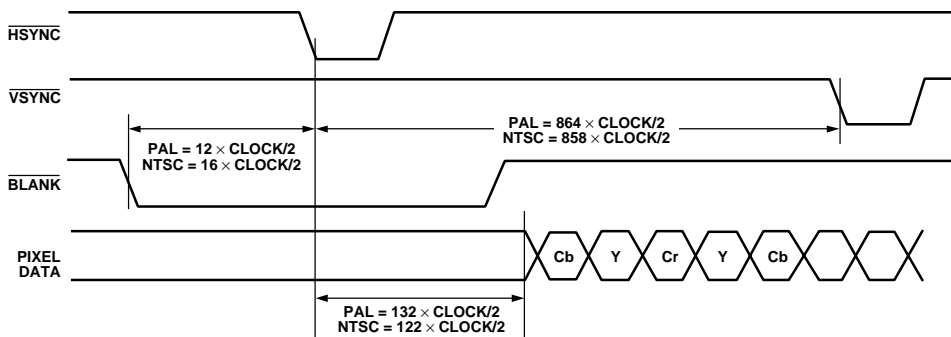 HSYNC
VSYNC
PAL = 12 × CLOCK/2
NTSC = 16 × CLOCK/2
PAL = 864 × CLOCK/2
NTSC = 858 × CLOCK/2
BLANK
PIXEL
DATA
Cb Y Cr Y Cb
PAL = 132 × CLOCK/2
NTSC = 122 × CLOCK/2